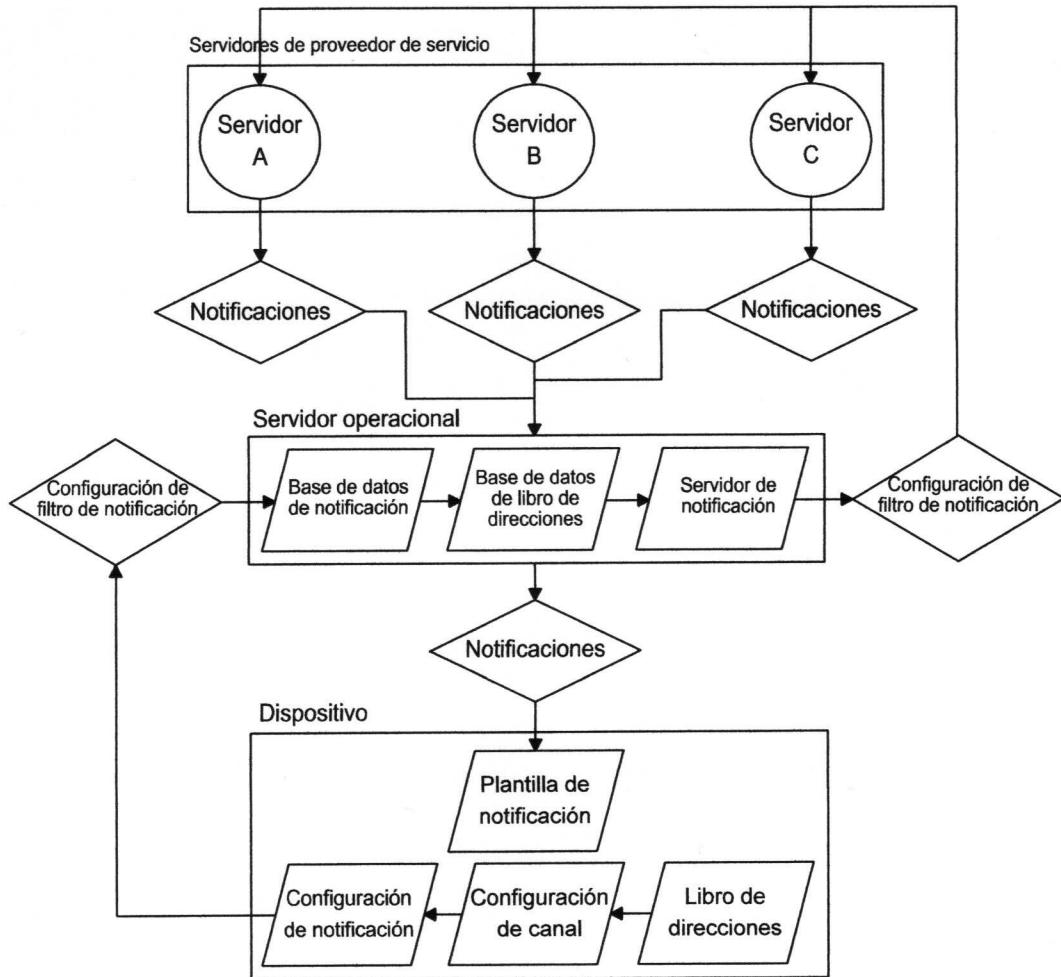 Servidores de proveedor de servicio
Servidor
A
Servidor
B
Servidor
C
Notificaciones
Notificaciones
Notificaciones
Servidor operacional
Configuración de
filtro de notificación
Base de datos
de notificación
Base de datos
de libro de
direcciones
Servidor de
notificación
Configuración de
filtro de notificación
Notificaciones
Dispositivo
Plantilla de
notificación
Configuración
de notificación
Configuración
de canal
Libro de
direcciones